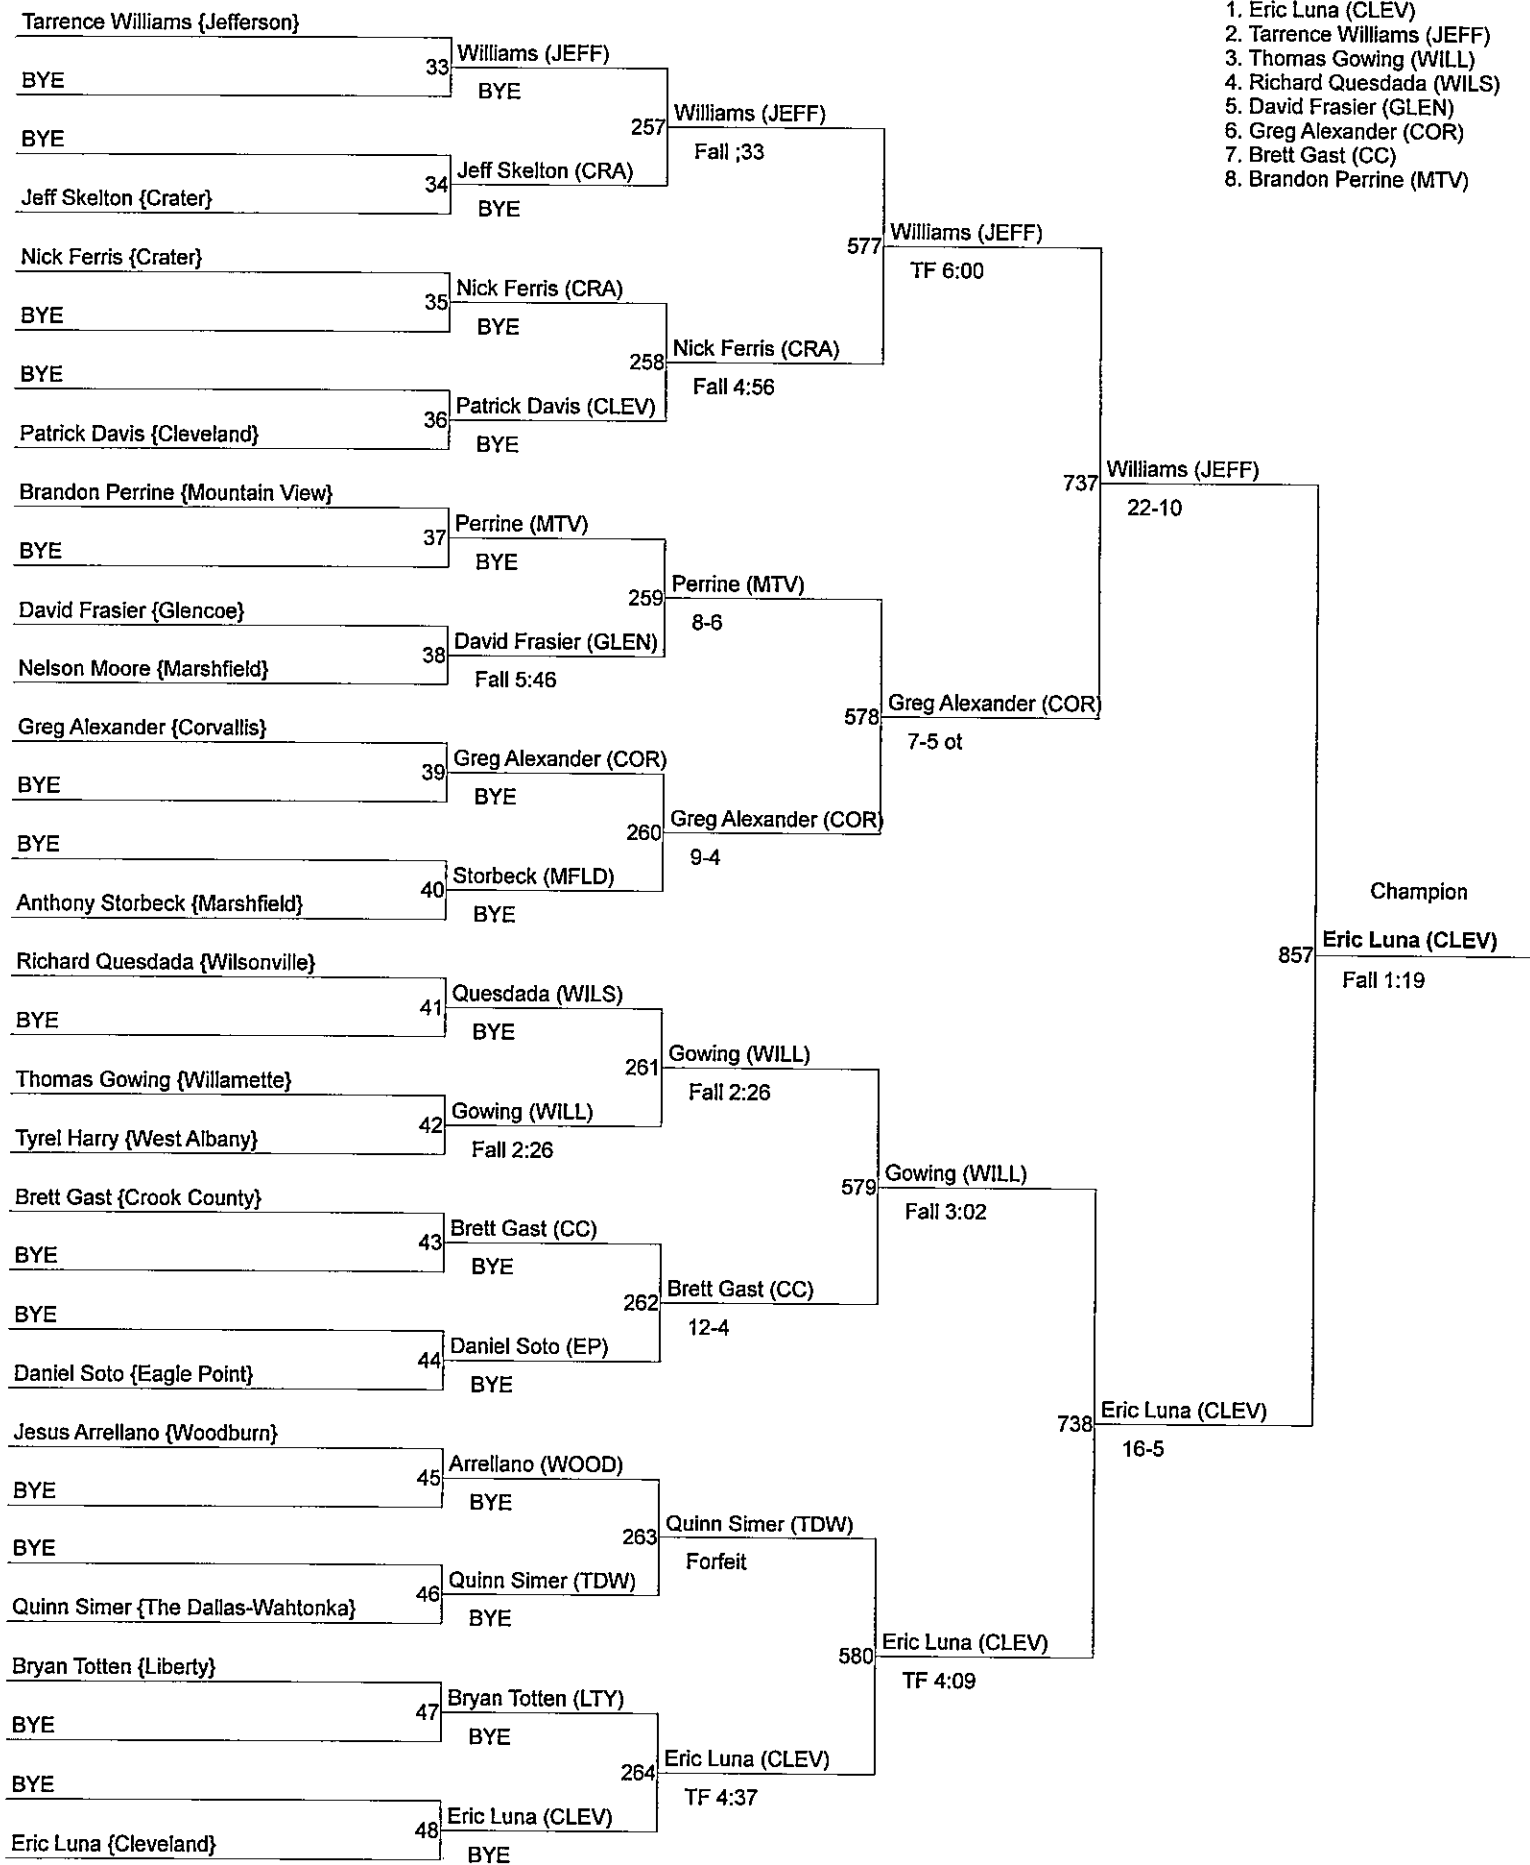 1. Eric Luna (CLEV)
2. Tarrence Williams (JEFF)
3. Thomas Gowing (WILL)
4. Richard Quesdada (WILS)
5. David Frasier (GLEN)
6. Greg Alexander (COR)
7. Brett Gast (CC)
8. Brandon Perrine (MTV)
Tarrence Williams {Jefferson}
BYE
BYE
Jeff Skelton {Crater}
Nick Ferris {Crater}
BYE
BYE
Patrick Davis {Cleveland}
Brandon Perrine {Mountain View}
BYE
David Frasier {Glencoe}
Nelson Moore {Marshfield}
Greg Alexander {Corvallis}
BYE
BYE
Anthony Storbeck {Marshfield}
Richard Quesdada {Wilsonville}
BYE
Thomas Gowing {Willamette}
Tyrel Harry {West Albany}
Brett Gast {Crook County}
BYE
BYE
Daniel Soto {Eagle Point}
Jesus Arrellano {Woodburn}
BYE
BYE
Quinn Simer {The Dallas-Wahtonka}
Bryan Totten {Liberty}
BYE
BYE
Eric Luna {Cleveland}
33 Williams (JEFF)
BYE
34 Jeff Skelton (CRA)
BYE
35 Nick Ferris (CRA)
BYE
36 Patrick Davis (CLEV)
BYE
37 Perrine (MTV)
BYE
38 David Frasier (GLEN)
Fall 5:46
39 Greg Alexander (COR)
BYE
40 Storbeck (MFLD)
BYE
41 Quesdada (WILS)
BYE
42 Gowing (WILL)
Fall 2:26
43 Brett Gast (CC)
BYE
44 Daniel Soto (EP)
BYE
45 Arrellano (WOOD)
BYE
46 Quinn Simer (TDW)
BYE
47 Bryan Totten (LTY)
BYE
48 Eric Luna (CLEV)
BYE
257 Williams (JEFF)
Fall ;33
258 Nick Ferris (CRA)
Fall 4:56
259 Perrine (MTV)
8-6
260 Greg Alexander (COR)
9-4
261 Gowing (WILL)
Fall 2:26
262 Brett Gast (CC)
12-4
263 Quinn Simer (TDW)
Forfeit
264 Eric Luna (CLEV)
TF 4:37
577 Williams (JEFF)
TF 6:00
578 Greg Alexander (COR)
7-5 ot
579 Gowing (WILL)
Fall 3:02
580 Eric Luna (CLEV)
TF 4:09
737 Williams (JEFF)
22-10
738 Eric Luna (CLEV)
16-5
Champion
857 Eric Luna (CLEV)
Fall 1:19